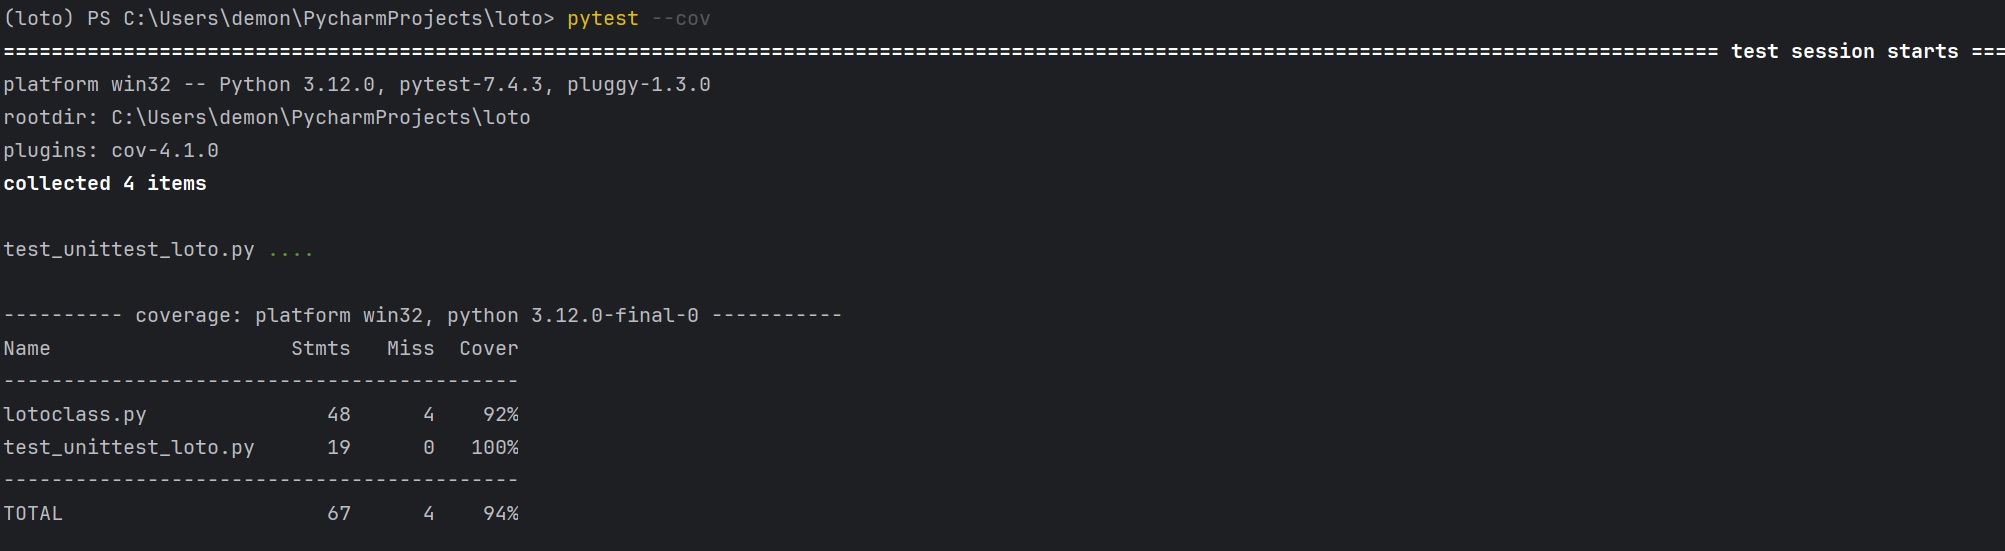 (loto) PS C:\Users\demon\PycharmProjects\loto> pytest --cov
=============================================================================================================================================== test session starts ===
platform win32 -- Python 3.12.0, pytest-7.4.3, pluggy-1.3.0
rootdir: C:\Users\demon\PycharmProjects\loto
plugins: cov-4.1.0
collected 4 items
test_unittest_loto.py ....
---------- coverage: platform win32, python 3.12.0-final-0 -----------
Name                    Stmts   Miss  Cover
-------------------------------------------
lotoclass.py               48      4    92%
test_unittest_loto.py      19      0   100%
-------------------------------------------
TOTAL                      67      4    94%